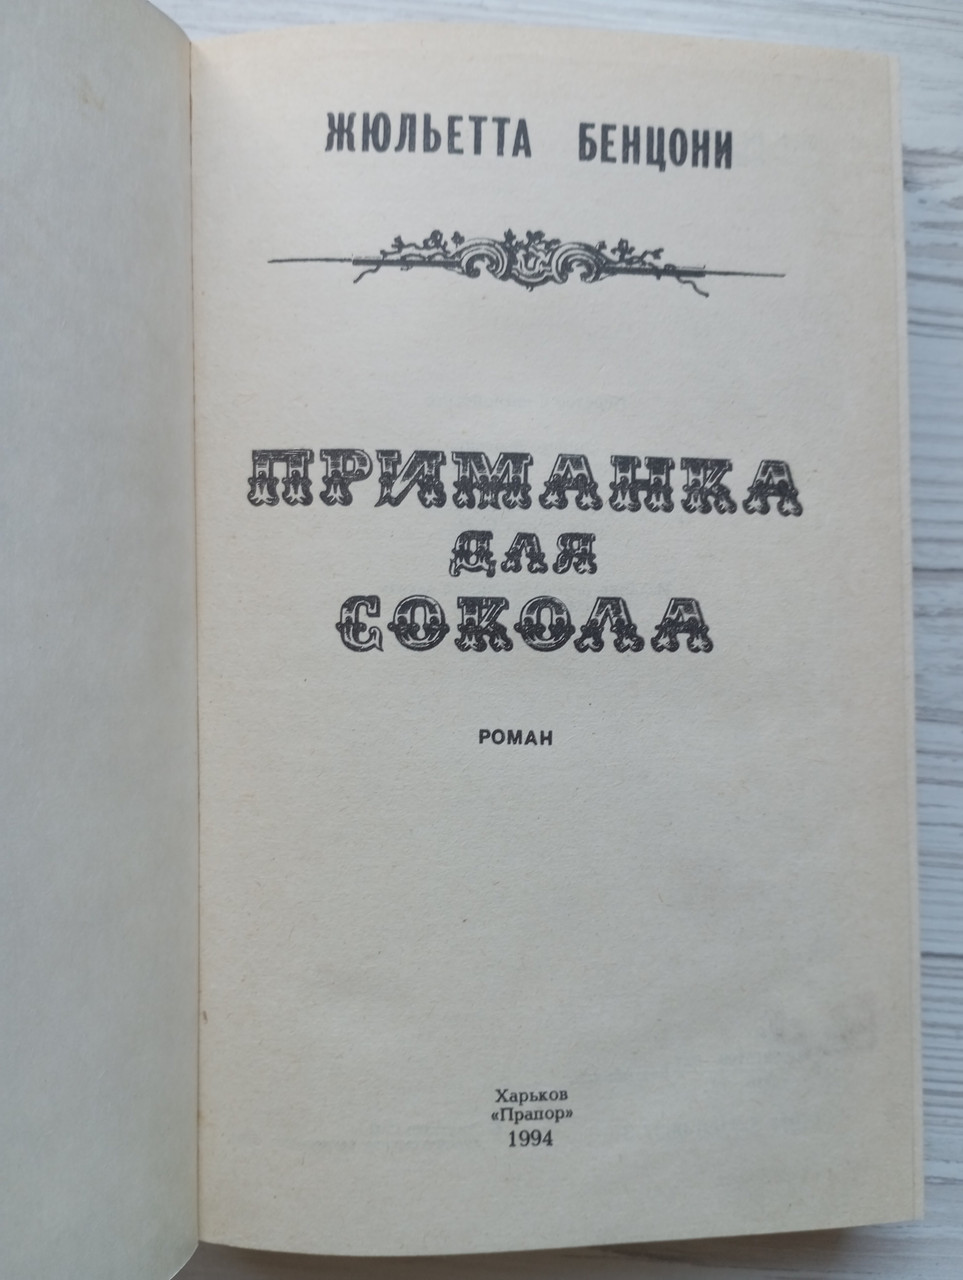 ЖЮЛЬЕТТА БЕНЦОНИ
ПРИМАНКА
ДЛЯ
СОКОЛА
РОМАН
Харьков
«Прапор»
1994